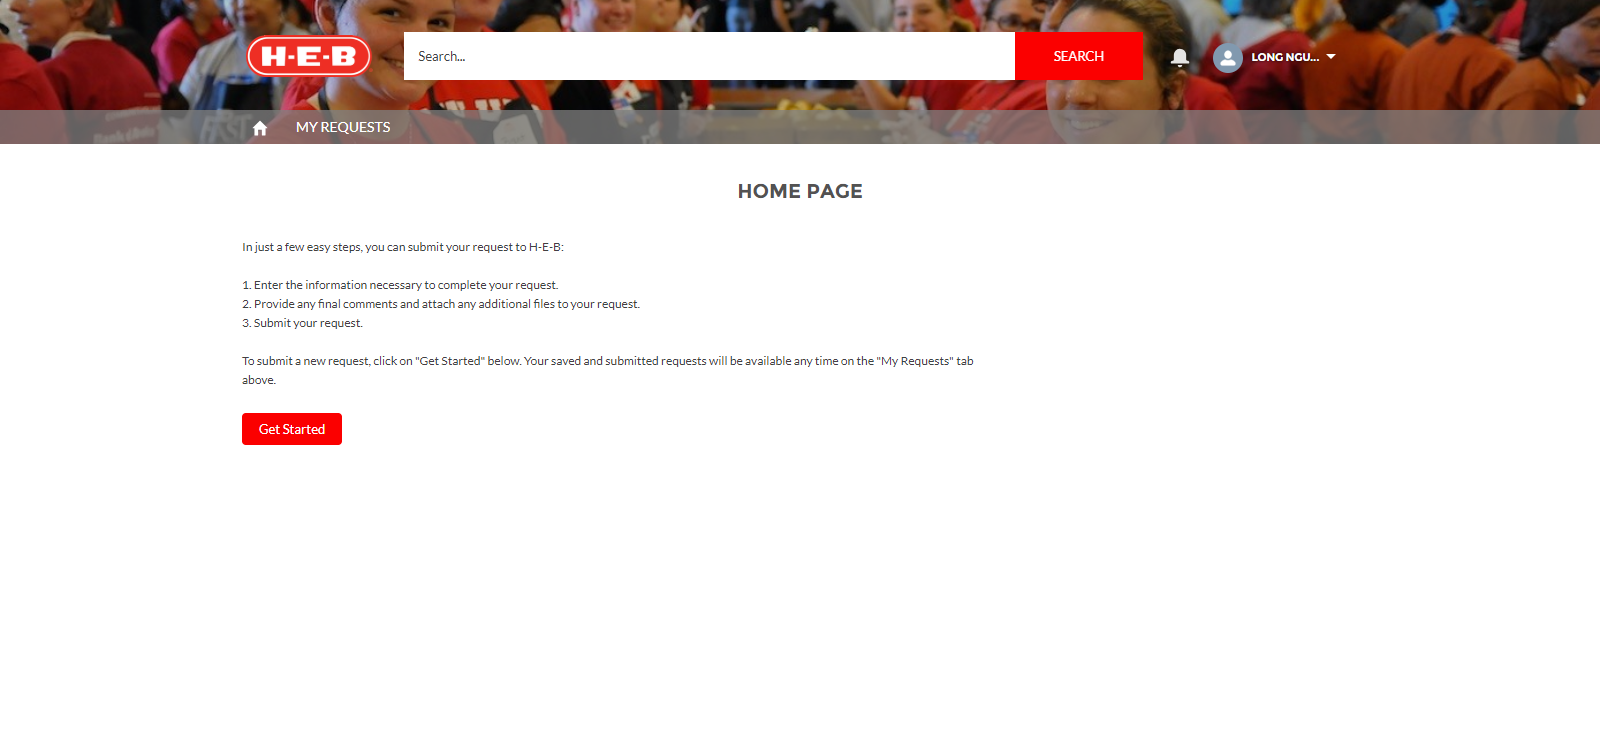 H-E-B
Search...
SEARCH
LONG NGU...
MY REQUESTS
HOME PAGE
In just a few easy steps, you can submit your request to H-E-B:
1. Enter the information necessary to complete your request.
2. Provide any final comments and attach any additional files to your request.
3. Submit your request.
To submit a new request, click on "Get Started" below. Your saved and submitted requests will be available any time on the "My Requests" tab
above.
Get Started